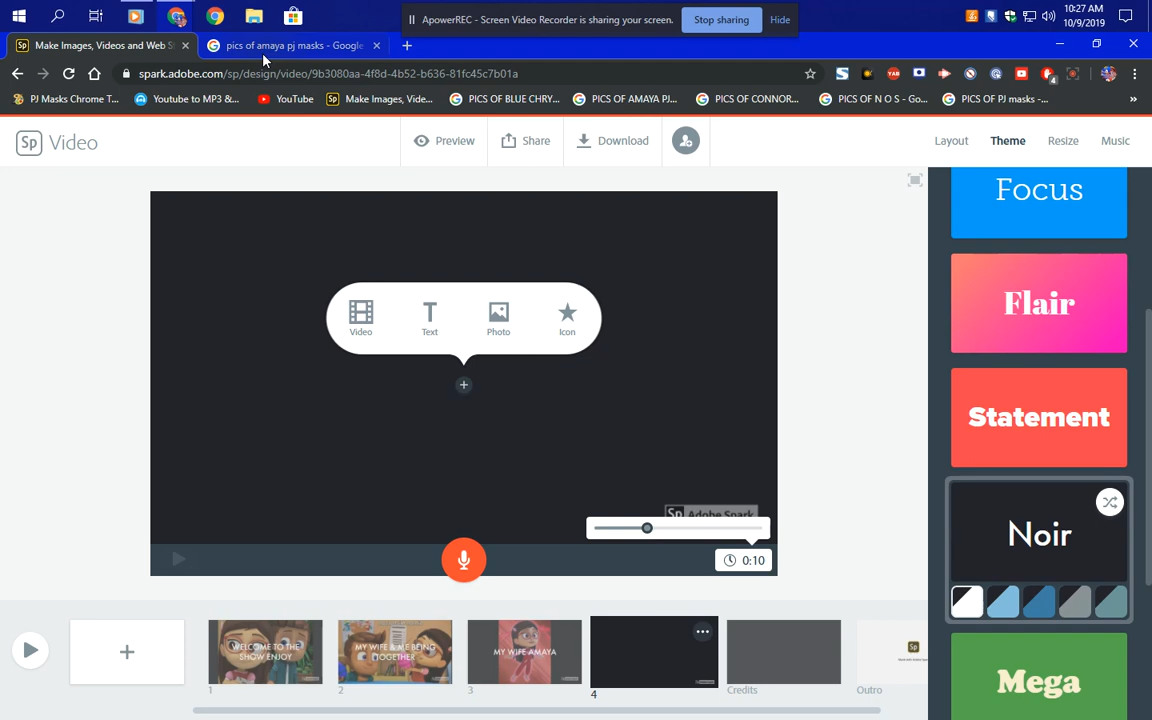 ApowerREC - Screen Video Recorder is sharing your screen. Stop sharing Hide
10:27 AM
10/9/2019
Sp Make Images, Videos and Web S
pics of amaya pj masks - Google
spark.adobe.com/sp/design/video/9b3080aa-4f8d-4b52-b636-81fc45c7b01a
4
PJ Masks Chrome T... Youtube to MP3 &... YouTube Sp Make Images, Vide... PICS OF BLUE CHRY... PICS OF AMAYA PJ... PICS OF CONNOR... PICS OF N O S - Go... PICS OF PJ masks -... »
Sp Video
Preview Share Download
Layout Theme Resize Music
Focus
Flair
Video Text Photo Icon
Statement
Noir
Sp Adobe Spark
0:10
WELCOME TO THE
SHOW ENJOY
MY WIFE & ME BEING
TOGETHER
MY WIFE AMAYA
Mega
1 2 3 4 Credits Outro